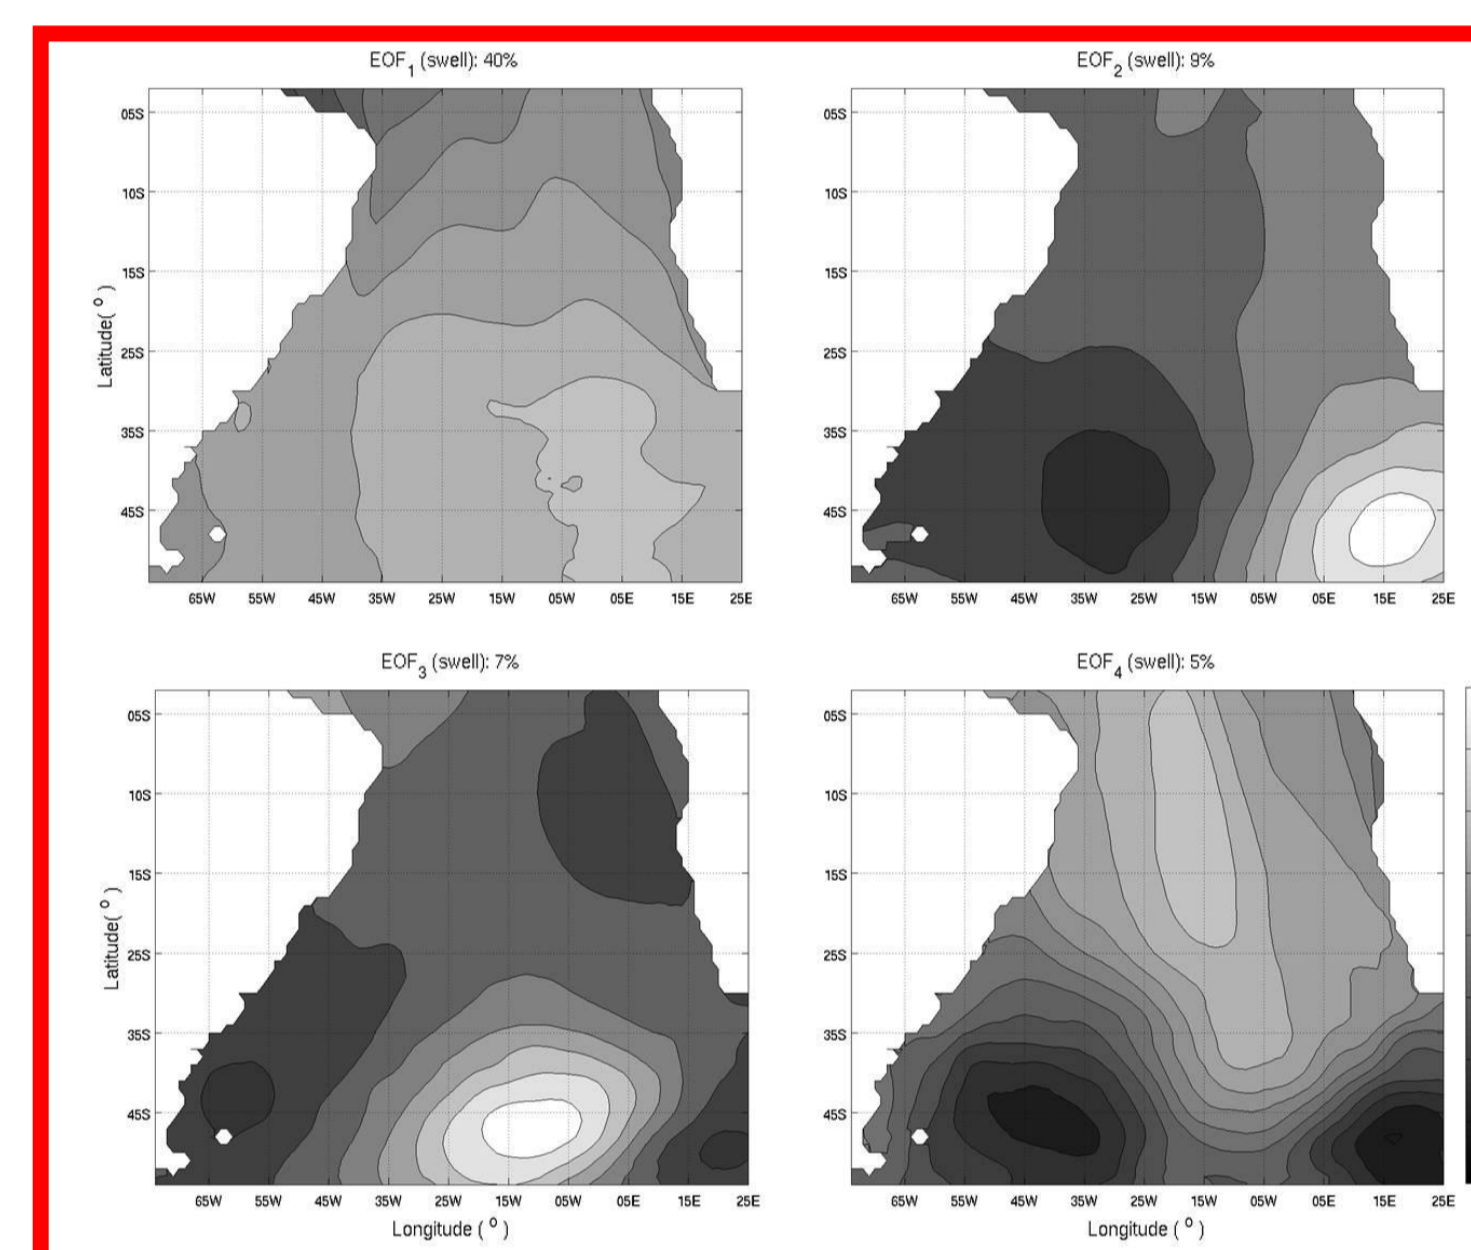 EOF1 (swell): 40%
05S
10S
15S
25S
35S
45S
Latitude( o )
65W 55W 45W 35W 25W 15W 05W 05E 15E 25E
EOF2 (swell): 9%
05S
10S
15S
25S
35S
45S
65W 55W 45W 35W 25W 15W 05W 05E 15E 25E
EOF3 (swell): 7%
05S
10S
15S
25S
35S
45S
Latitude( o )
65W 55W 45W 35W 25W 15W 05W 05E 15E 25E
Longitude ( o )
EOF4 (swell): 5%
05S
10S
15S
25S
35S
45S
65W 55W 45W 35W 25W 15W 05W 05E 15E 25E
Longitude ( o )